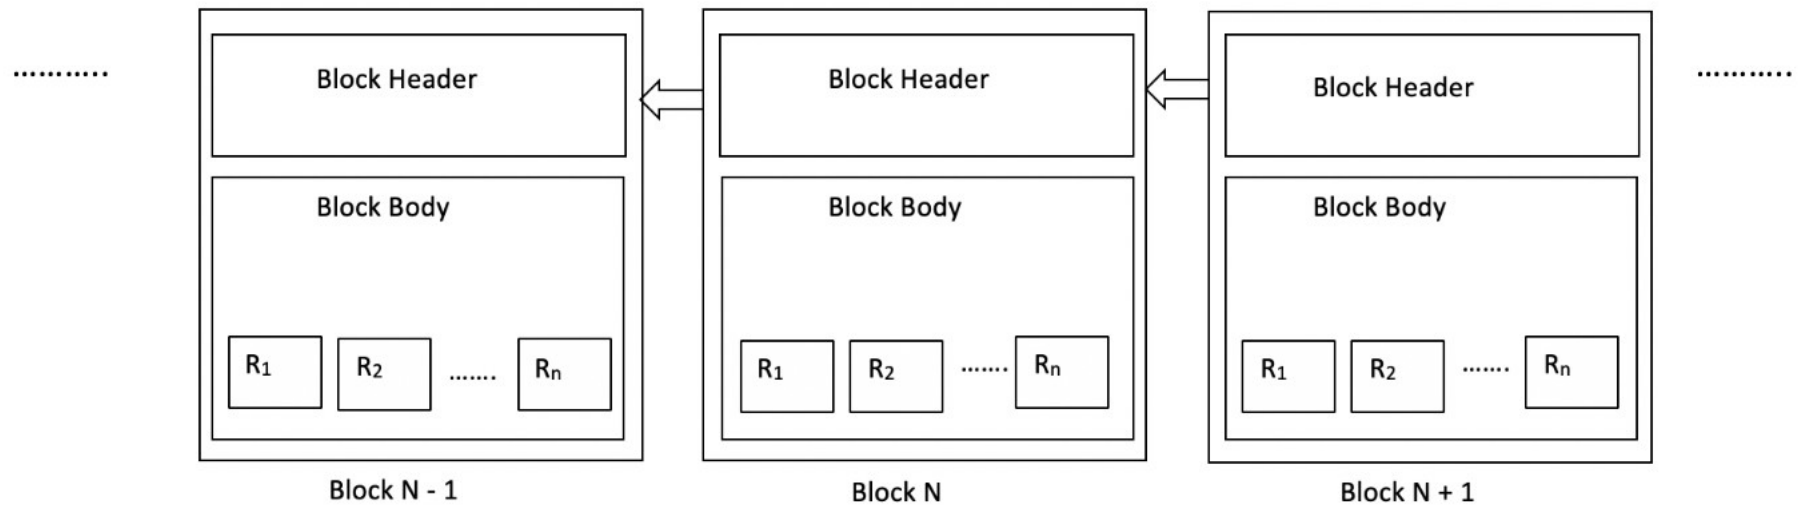 ...........
Block Header
Block Header
Block Header
...........
Block Body
Block Body
Block Body
R₁
R₂
.......
Rₙ
R₁
R₂
.......
Rₙ
R₁
R₂
.......
Rₙ
Block N - 1
Block N
Block N + 1